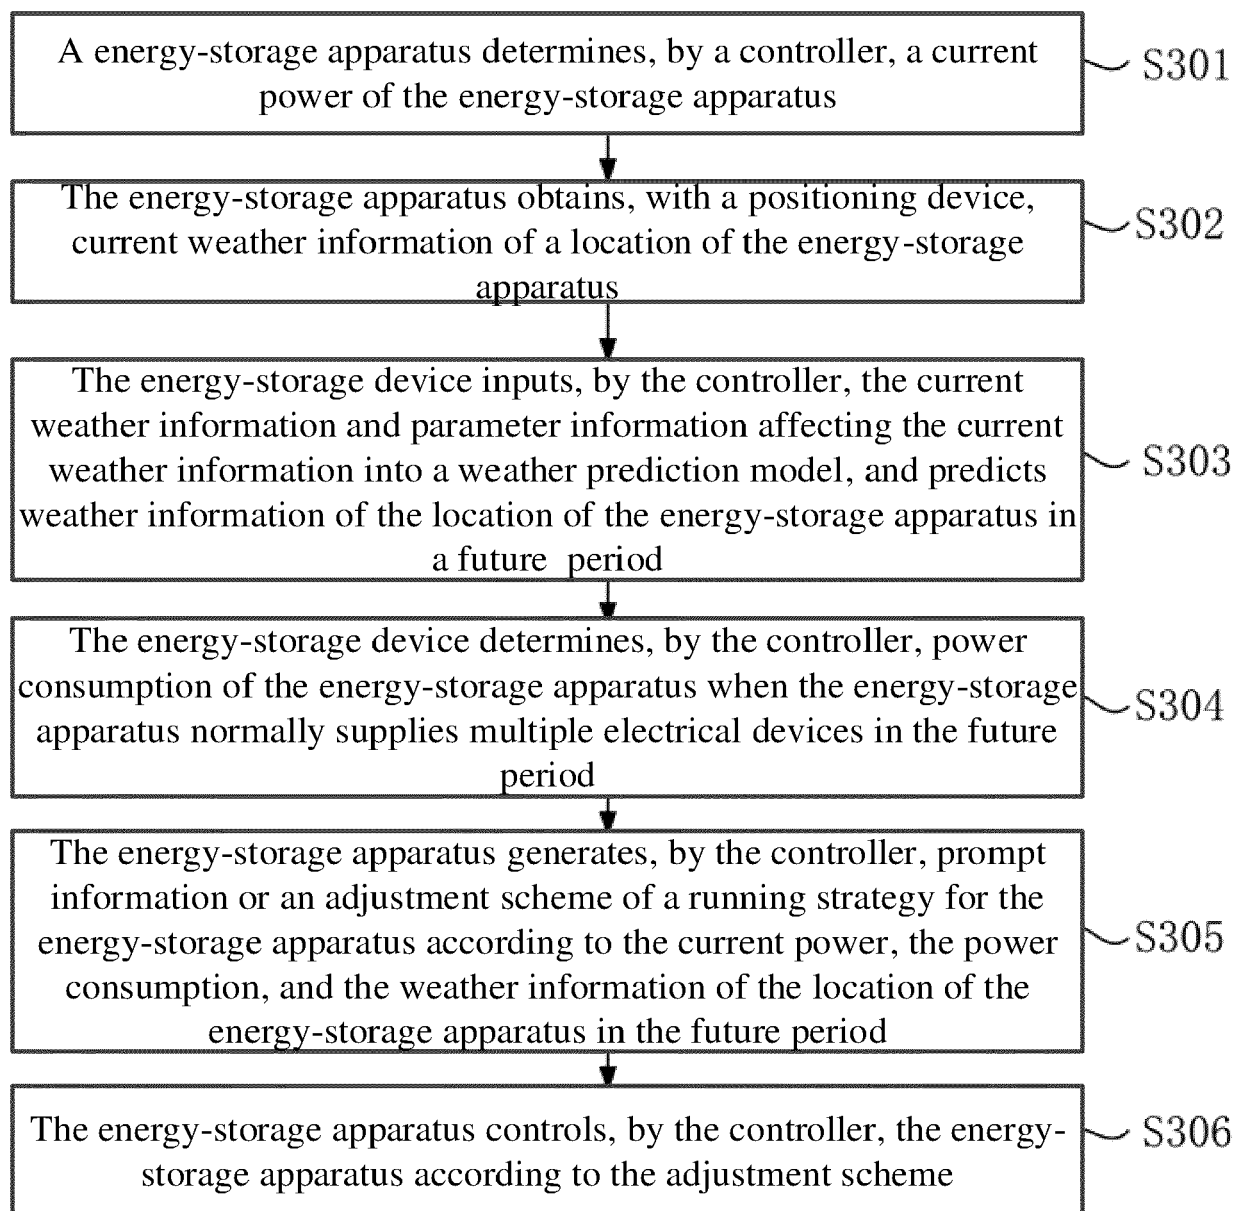 A energy-storage apparatus determines, by a controller, a current
power of the energy-storage apparatus
S301
The energy-storage apparatus obtains, with a positioning device,
current weather information of a location of the energy-storage
apparatus
S302
The energy-storage device inputs, by the controller, the current
weather information and parameter information affecting the current
weather information into a weather prediction model, and predicts
weather information of the location of the energy-storage apparatus in
a future period
S303
The energy-storage device determines, by the controller, power
consumption of the energy-storage apparatus when the energy-storage
apparatus normally supplies multiple electrical devices in the future
period
S304
The energy-storage apparatus generates, by the controller, prompt
information or an adjustment scheme of a running strategy for the
energy-storage apparatus according to the current power, the power
consumption, and the weather information of the location of the
energy-storage apparatus in the future period
S305
The energy-storage apparatus controls, by the controller, the energy-
storage apparatus according to the adjustment scheme
S306